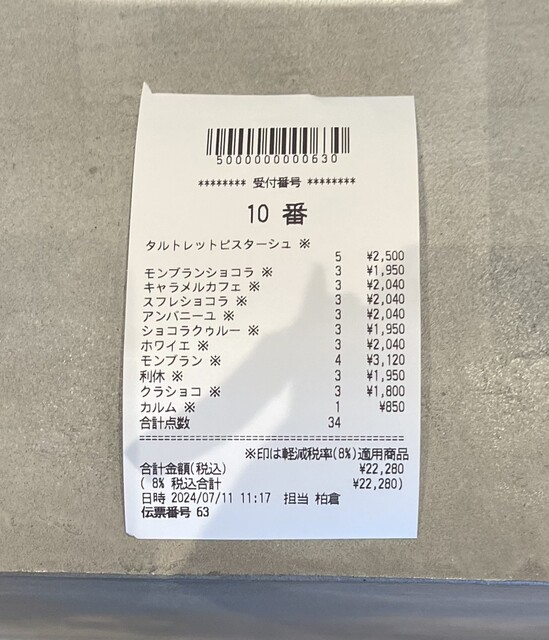 5000000000630
******** 受付番号 ********
10 番
タルトレットピスターシュ ※
5 ¥2,500
モンブランショコラ ※ 3 ¥1,950
キャラメルカフェ ※ 3 ¥2,040
スフレショコラ ※ 3 ¥2,040
アンバニーユ ※ 3 ¥2,040
ショコラクゥルー ※ 3 ¥1,950
ホワイエ ※ 3 ¥2,040
モンブラン ※ 4 ¥3,120
利休 ※ 3 ¥1,950
クラショコ ※ 3 ¥1,800
カルム ※ 1 ¥850
合計点数 34
※印は軽減税率(8%)適用商品
合計金額(税込) ¥22,280
( 8% 税込合計 ¥22,280)
日時 2024/07/11 11:17 担当 柏倉
伝票番号 63